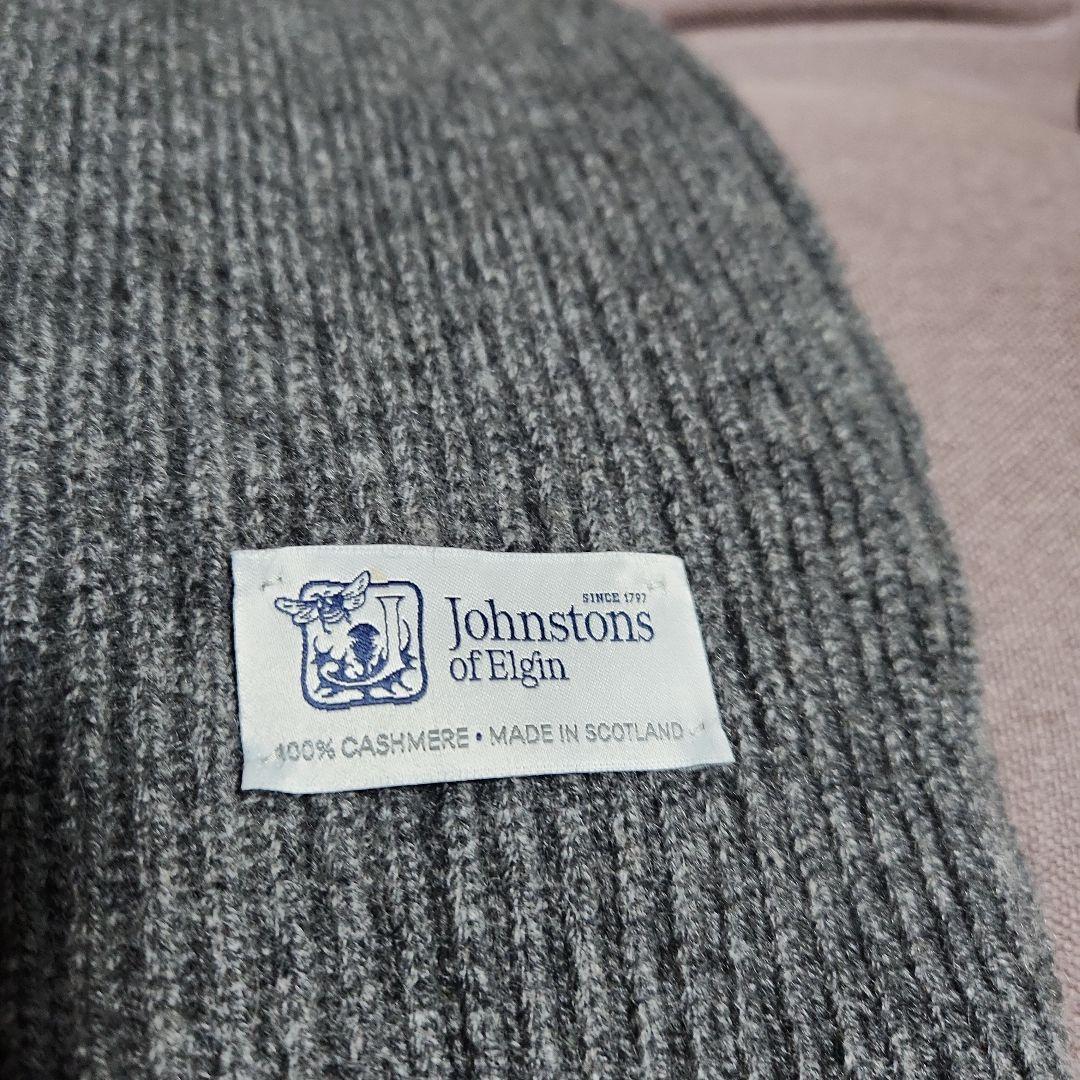 SINCE 1797
Johnstons
of Elgin
100% CASHMERE • MADE IN SCOTLAND